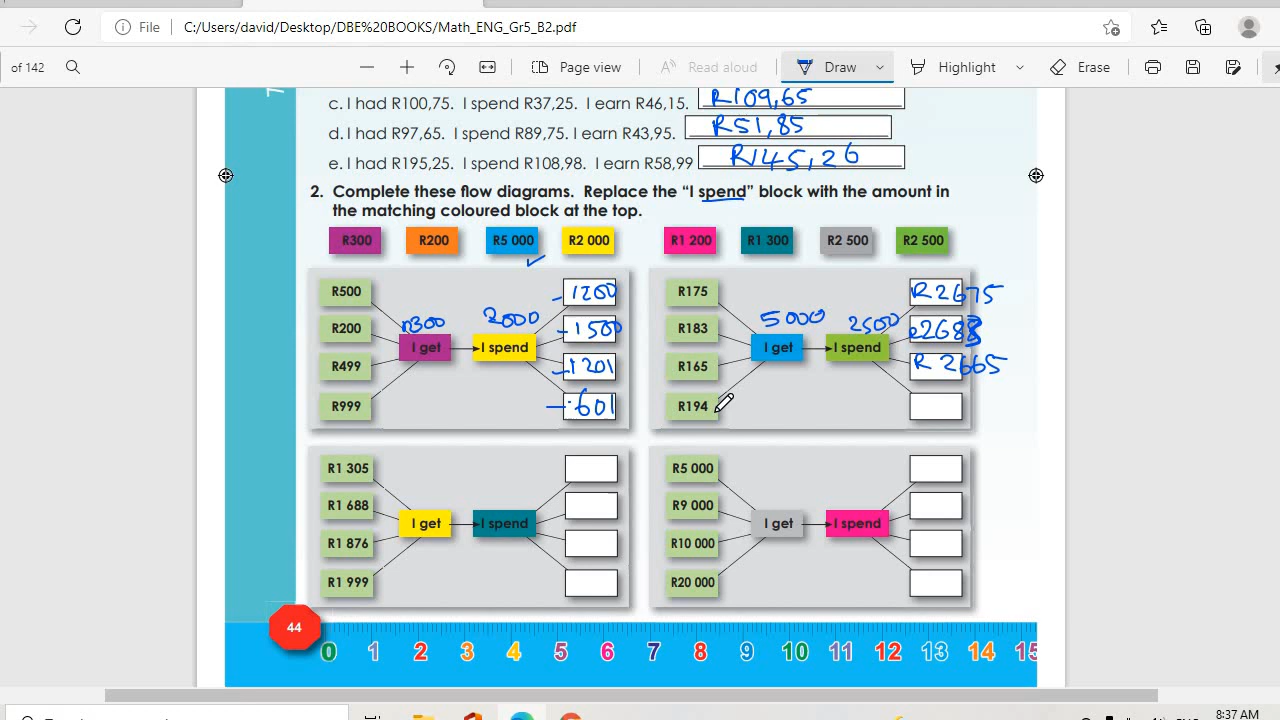 File C:/Users/david/Desktop/DBE%20BOOKS/Math_ENG_Gr5_B2.pdf
of 142 Page view Read aloud Draw Highlight Erase
c. I had R100,75. I spend R37,25. I earn R46,15. R109,65
d. I had R97,65. I spend R89,75. I earn R43,95. R51,85
e. I had R195,25. I spend R108,98. I earn R58,99 R145,26
2. Complete these flow diagrams. Replace the “I spend” block with the amount in
the matching coloured block at the top.
R300 R200 R5 000 R2 000 R1 200 R1 300 R2 500 R2 500
R500
R200
R499
R999
R300
I get
2000
I spend
-1200
-1500
-1201
-601
R175
R183
R165
R194
5000
I get
2500
I spend
R2675
R2683
R2665
R1 305
R1 688
R1 876
R1 999
I get
I spend
R5 000
R9 000
R10 000
R20 000
I get
I spend
44
0 1 2 3 4 5 6 7 8 9 10 11 12 13 14 15
8:37 AM